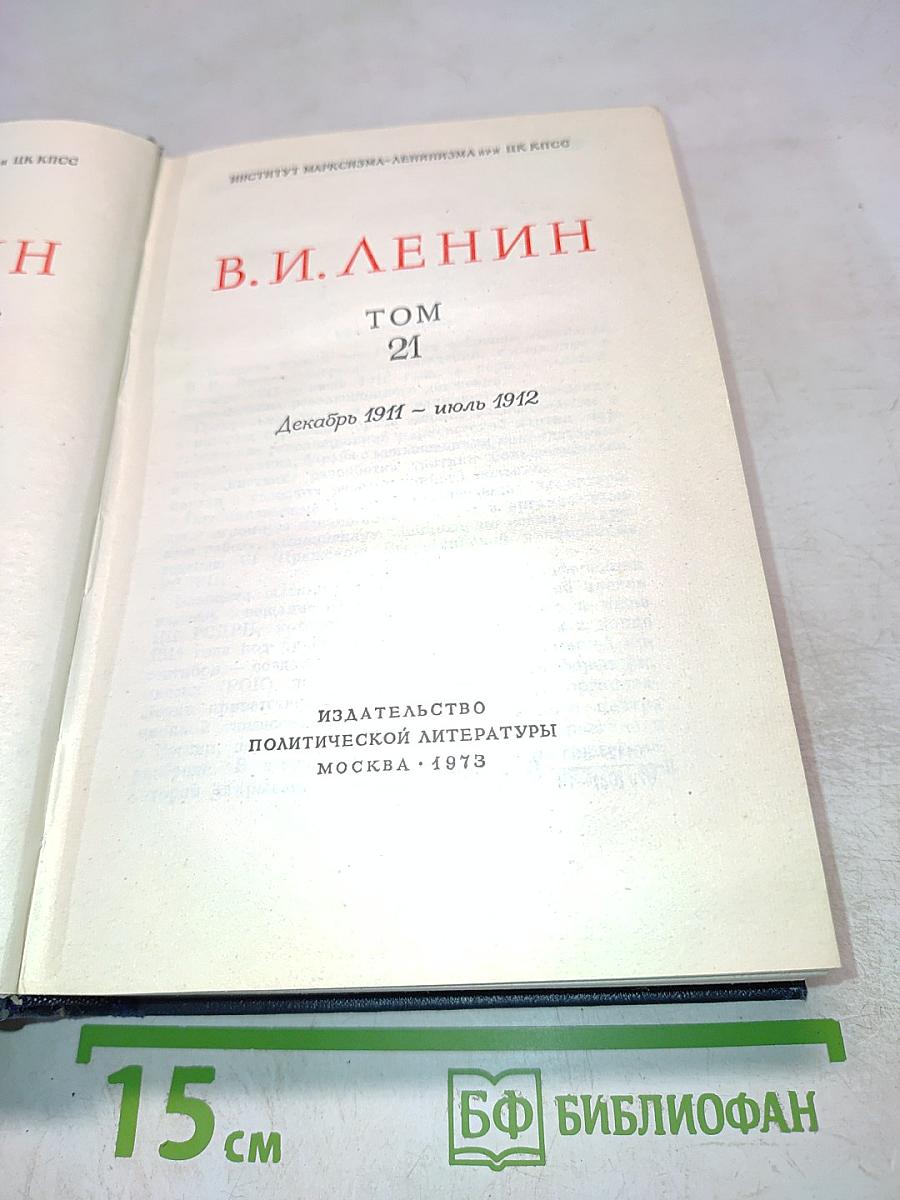 ЦК КПСС
ИН
ИНСТИТУТ МАРКСИЗМА-ЛЕНИНИЗМА при ЦК КПСС
В. И. ЛЕНИН
ТОМ
21
Декабрь 1911 ~ июль 1912
ИЗДАТЕЛЬСТВО
ПОЛИТИЧЕСКОЙ ЛИТЕРАТУРЫ
МОСКВА · 1973
15 см
БФ БИБЛИОФАН